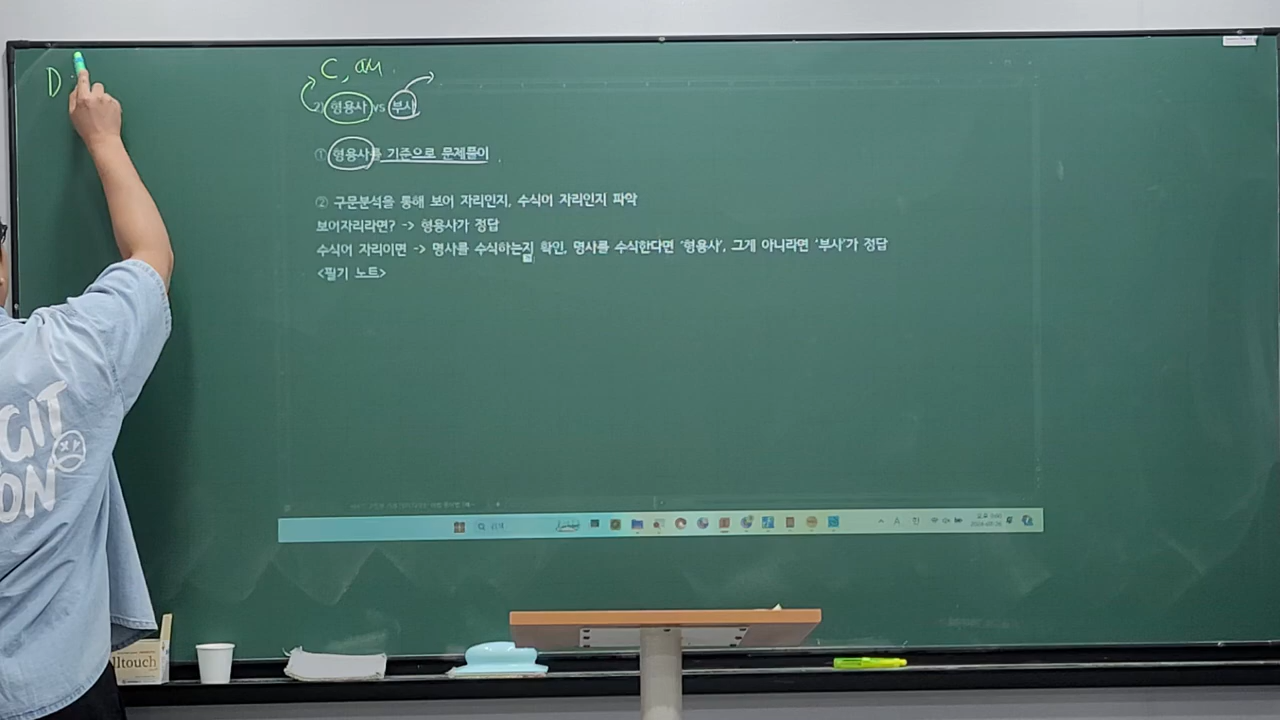 D
C, am.
2) 형용사 vs 부사
① 형용사를 기준으로 문제풀이
② 구문분석을 통해 보어 자리인지, 수식어 자리인지 파악
보어자리라면? -> 형용사가 정답
수식어 자리이면 -> 명사를 수식하는지 확인, 명사를 수식한다면 '형용사', 그게 아니라면 '부사'가 정답
<필기 노트>
GIT
ON
lltouch